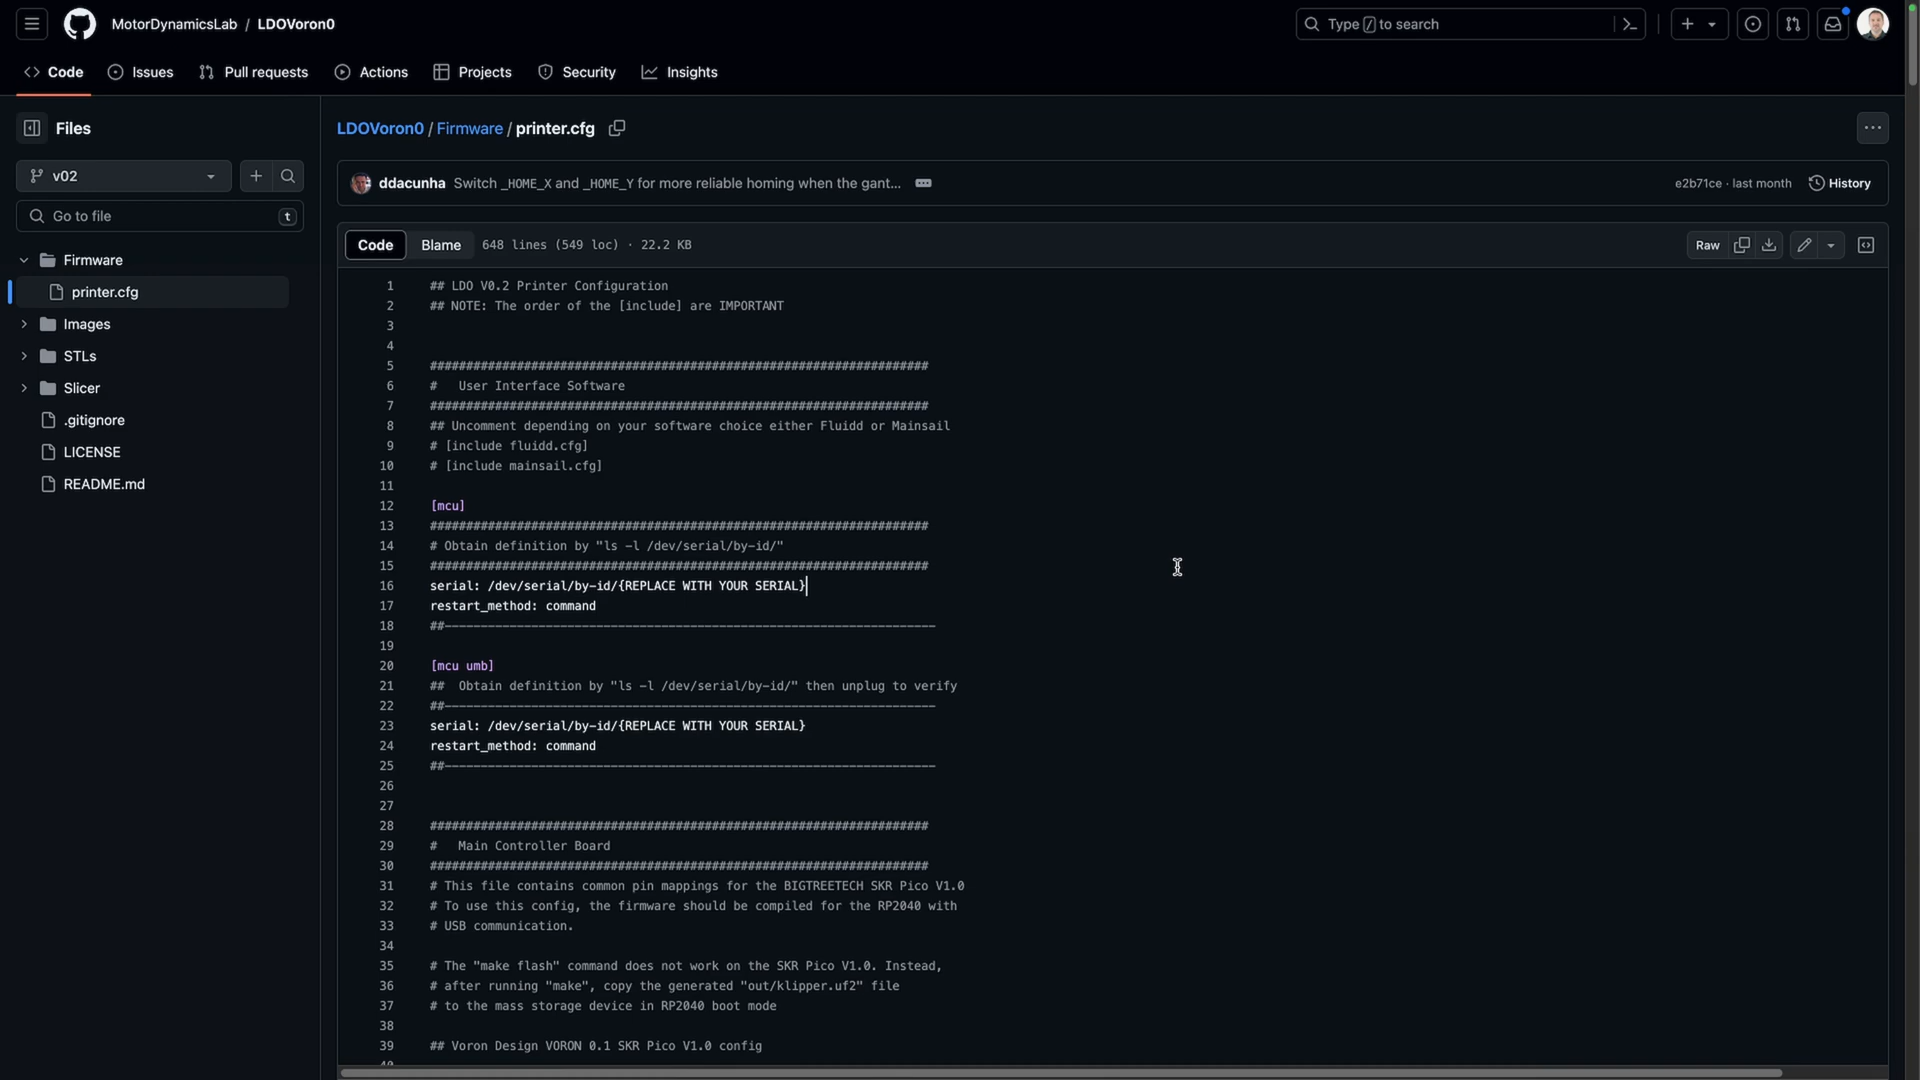 MotorDynamicsLab / LDOVoron0
Type / to search
Code
Issues
Pull requests
Actions
Projects
Security
Insights
Files
v02
Go to file
t
Firmware
printer.cfg
Images
STLs
Slicer
.gitignore
LICENSE
README.md
LDOVoron0 / Firmware / printer.cfg
ddacunha Switch _HOME_X and _HOME_Y for more reliable homing when the gant...
e2b71ce · last month
History
Code
Blame
648 lines (549 loc) · 22.2 KB
Raw
1 ## LDO V0.2 Printer Configuration
2 ## NOTE: The order of the [include] are IMPORTANT
3
4
5 #####################################################################
6 # User Interface Software
7 #####################################################################
8 ## Uncomment depending on your software choice either Fluidd or Mainsail
9 # [include fluidd.cfg]
10 # [include mainsail.cfg]
11
12 [mcu]
13 #####################################################################
14 # Obtain definition by "ls -l /dev/serial/by-id/"
15 #####################################################################
16 serial: /dev/serial/by-id/{REPLACE WITH YOUR SERIAL}
17 restart_method: command
18 ##--------------------------------------------------------------------
19
20 [mcu umb]
21 ## Obtain definition by "ls -l /dev/serial/by-id/" then unplug to verify
22 ##--------------------------------------------------------------------
23 serial: /dev/serial/by-id/{REPLACE WITH YOUR SERIAL}
24 restart_method: command
25 ##--------------------------------------------------------------------
26
27
28 #####################################################################
29 # Main Controller Board
30 #####################################################################
31 # This file contains common pin mappings for the BIGTREETECH SKR Pico V1.0
32 # To use this config, the firmware should be compiled for the RP2040 with
33 # USB communication.
34
35 # The "make flash" command does not work on the SKR Pico V1.0. Instead,
36 # after running "make", copy the generated "out/klipper.uf2" file
37 # to the mass storage device in RP2040 boot mode
38
39 ## Voron Design VORON 0.1 SKR Pico V1.0 config